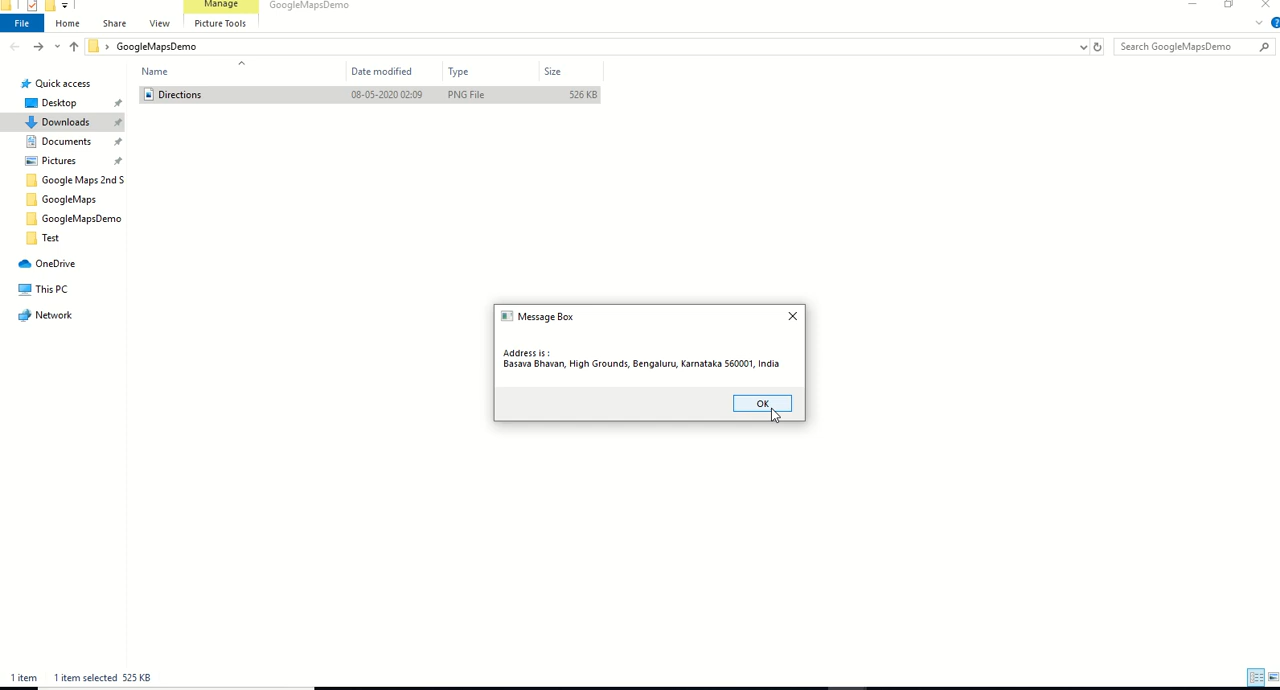 Manage
GoogleMapsDemo
File
Home
Share
View
Picture Tools
GoogleMapsDemo
Search GoogleMapsDemo
Name
Date modified
Type
Size
Directions
08-05-2020 02:09
PNG File
526 KB
Quick access
Desktop
Downloads
Documents
Pictures
Google Maps 2nd S
GoogleMaps
GoogleMapsDemo
Test
OneDrive
This PC
Network
Message Box
Address is :
Basava Bhavan, High Grounds, Bengaluru, Karnataka 560001, India
OK
1 item
1 item selected 525 KB